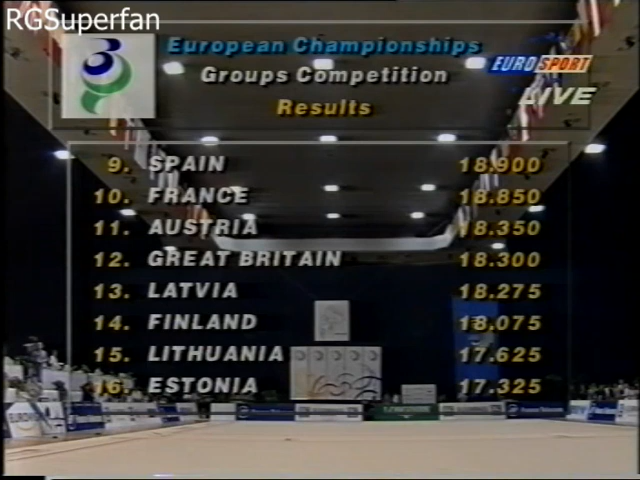 RGSuperfan
European Championships
EUROSPORT
Groups Competition
LIVE
Results
9. SPAIN 18.900
10. FRANCE 18.850
11. AUSTRIA 18.350
12. GREAT BRITAIN 18.300
13. LATVIA 18.275
14. FINLAND 18.075
15. LITHUANIA 17.625
16. ESTONIA 17.325